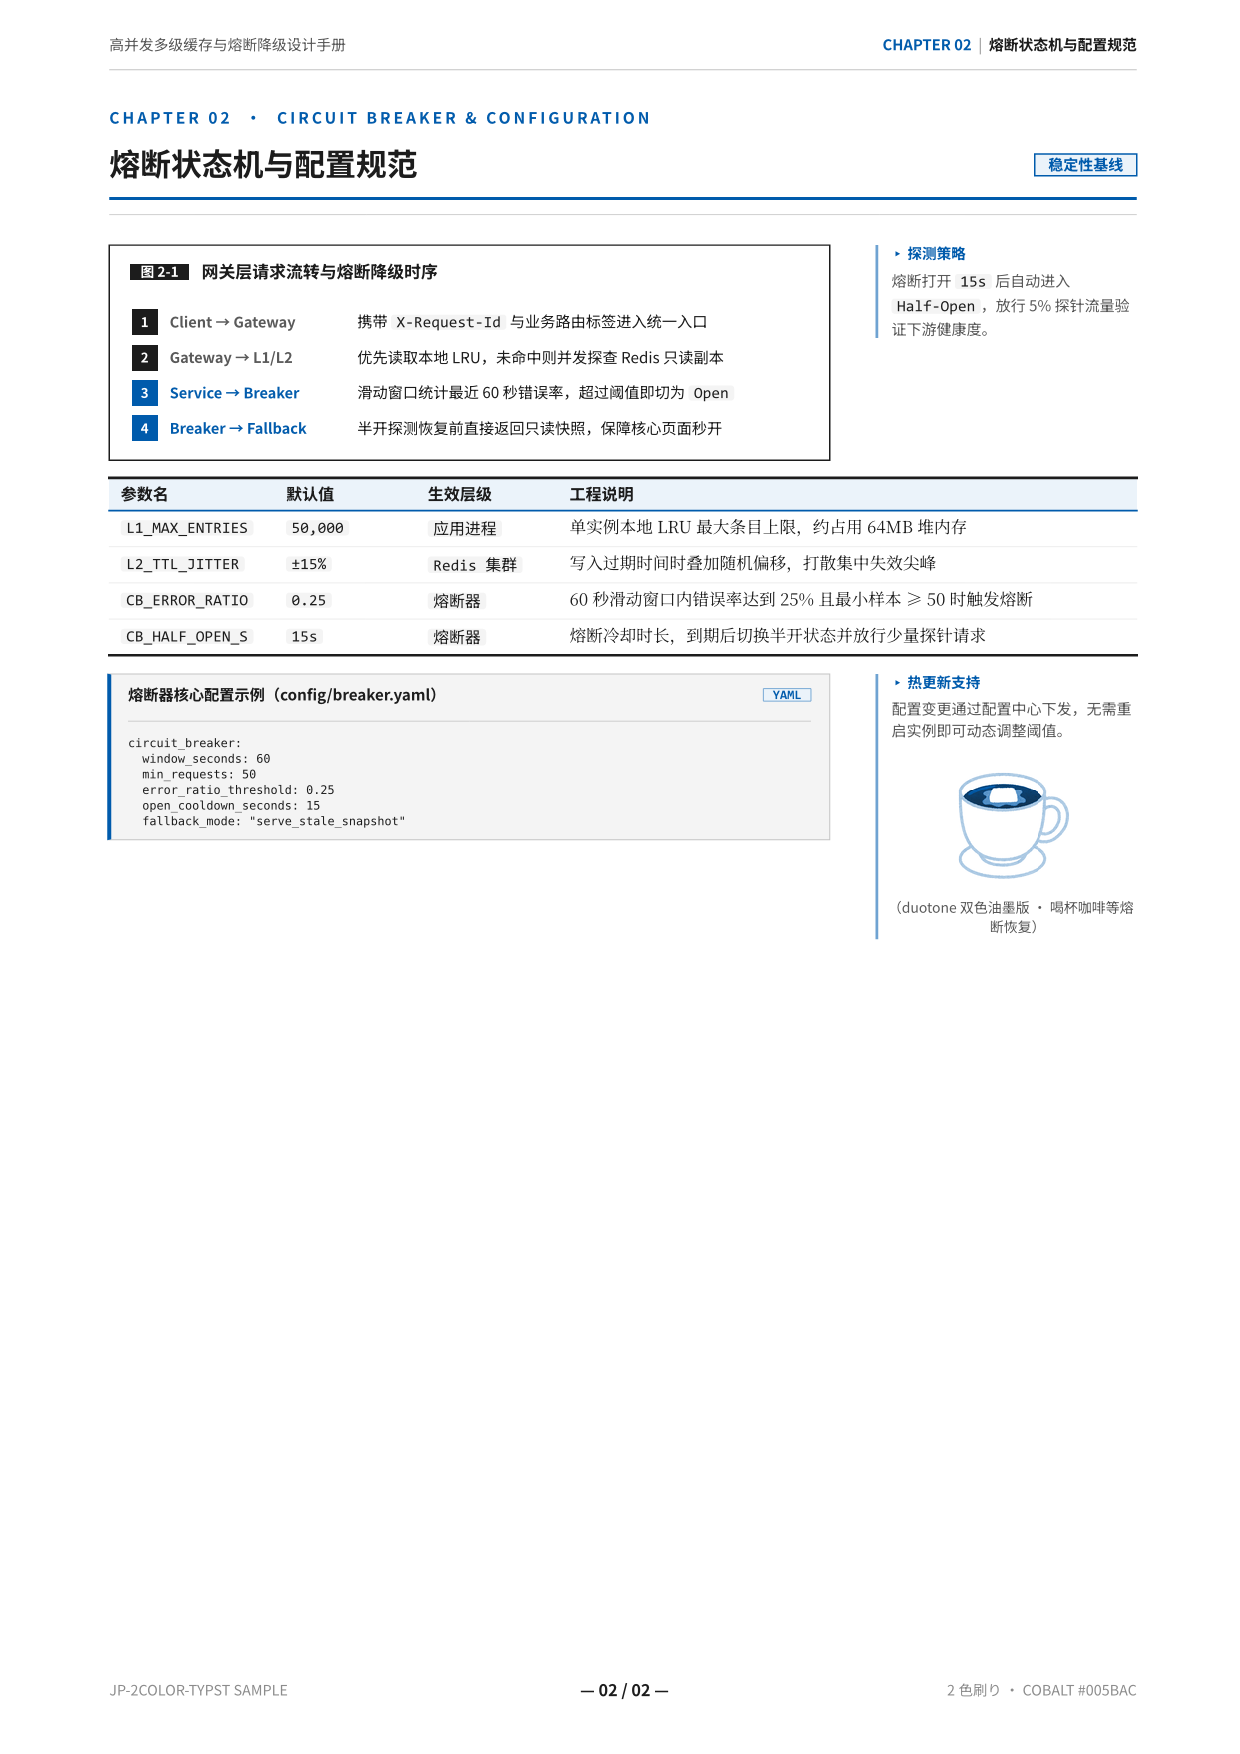 高并发多级缓存与熔断降级设计手册
CHAPTER 02 | 熔断状态机与配置规范
CHAPTER 02 ・ CIRCUIT BREAKER & CONFIGURATION
熔断状态机与配置规范
稳定性基线
图 2-1 网关层请求流转与熔断降级时序
1 Client → Gateway 携带 X-Request-Id 与业务路由标签进入统一入口
2 Gateway → L1/L2 优先读取本地 LRU，未命中则并发探查 Redis 只读副本
3 Service → Breaker 滑动窗口统计最近 60 秒错误率，超过阈值即切为 Open
4 Breaker → Fallback 半开探测恢复前直接返回只读快照，保障核心页面秒开
‣ 探测策略
熔断打开 15s 后自动进入
Half-Open，放行 5% 探针流量验
证下游健康度。
参数名 默认值 生效层级 工程说明
L1_MAX_ENTRIES 50,000 应用进程 单实例本地 LRU 最大条目上限，约占用 64MB 堆内存
L2_TTL_JITTER ±15% Redis 集群 写入过期时间时叠加随机偏移，打散集中失效尖峰
CB_ERROR_RATIO 0.25 熔断器 60 秒滑动窗口内错误率达到 25% 且最小样本 ⩾ 50 时触发熔断
CB_HALF_OPEN_S 15s 熔断器 熔断冷却时长，到期后切换半开状态并放行少量探针请求
熔断器核心配置示例（config/breaker.yaml） YAML
circuit_breaker:
  window_seconds: 60
  min_requests: 50
  error_ratio_threshold: 0.25
  open_cooldown_seconds: 15
  fallback_mode: "serve_stale_snapshot"
‣ 热更新支持
配置变更通过配置中心下发，无需重
启实例即可动态调整阈值。
（duotone 双色油墨版 ・ 喝杯咖啡等熔
断恢复）
JP-2COLOR-TYPST SAMPLE
— 02 / 02 —
2 色刷り ・ COBALT #005BAC